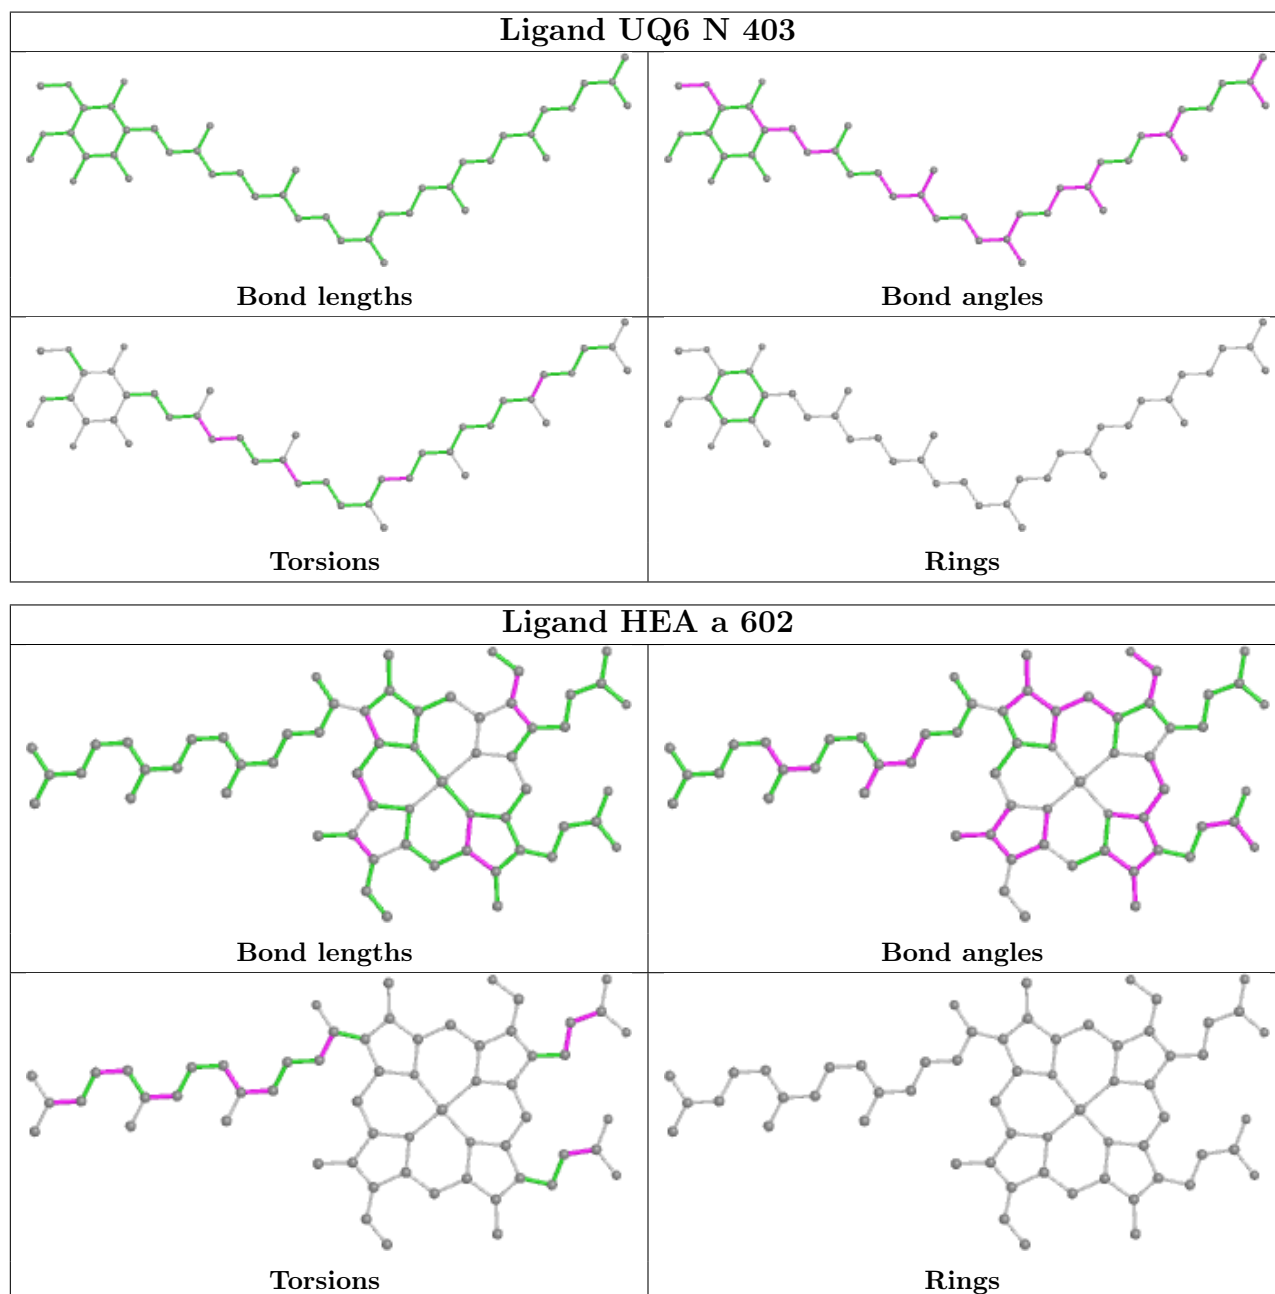 Ligand UQ6 N 403
Bond lengths
Bond angles
Torsions
Rings
Ligand HEA a 602
Bond lengths
Bond angles
Torsions
Rings